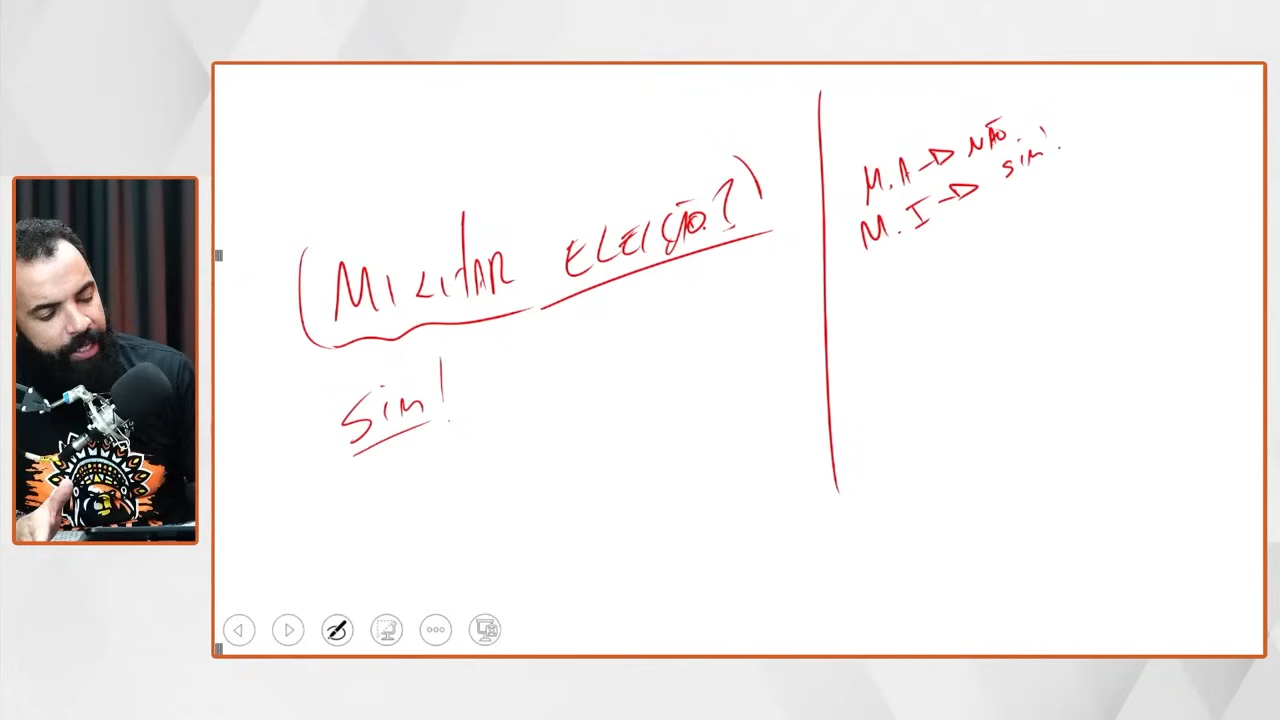 (MILITAR ELEIÇÃO?)
Sim!
M.A → NÃO.
M.I → Sim!